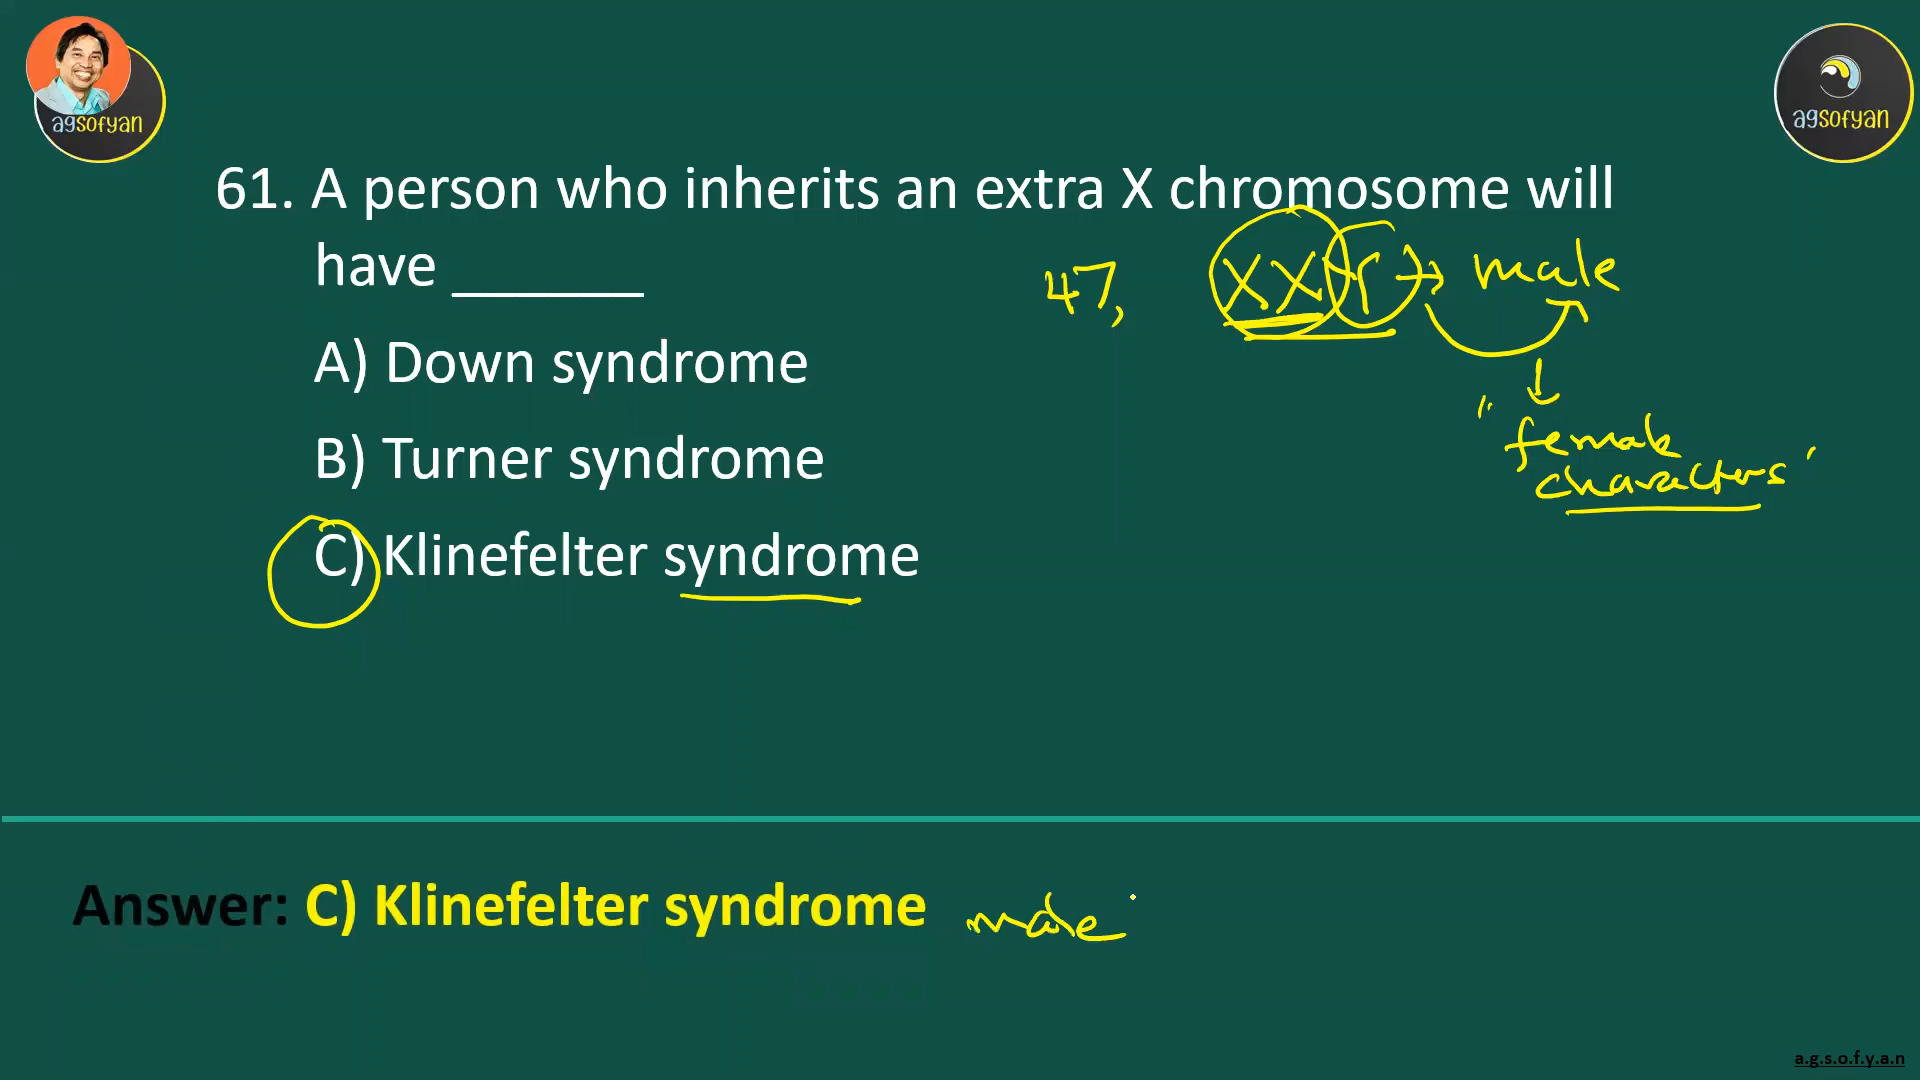 agsofyan
agsofyan
61. A person who inherits an extra X chromosome will
have _______
47, XXY → male
A) Down syndrome
"female
characters"
B) Turner syndrome
C) Klinefelter syndrome
Answer: C) Klinefelter syndrome male
a.g.s.o.f.y.a.n